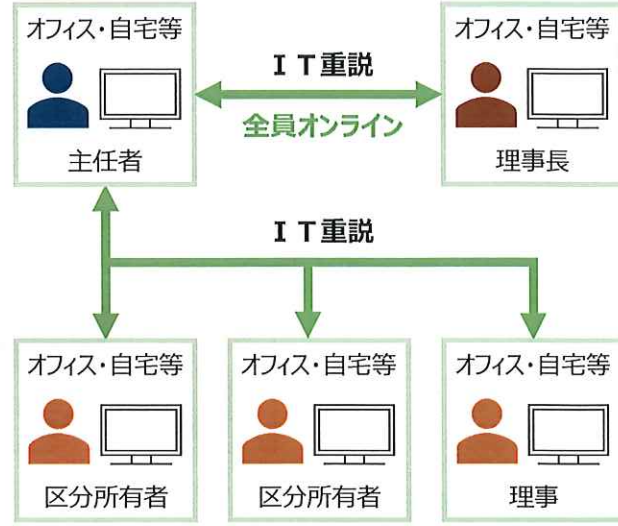 オフィス・自宅等
主任者
IT重説
全員オンライン
オフィス・自宅等
理事長
IT重説
オフィス・自宅等
区分所有者
オフィス・自宅等
区分所有者
オフィス・自宅等
理事